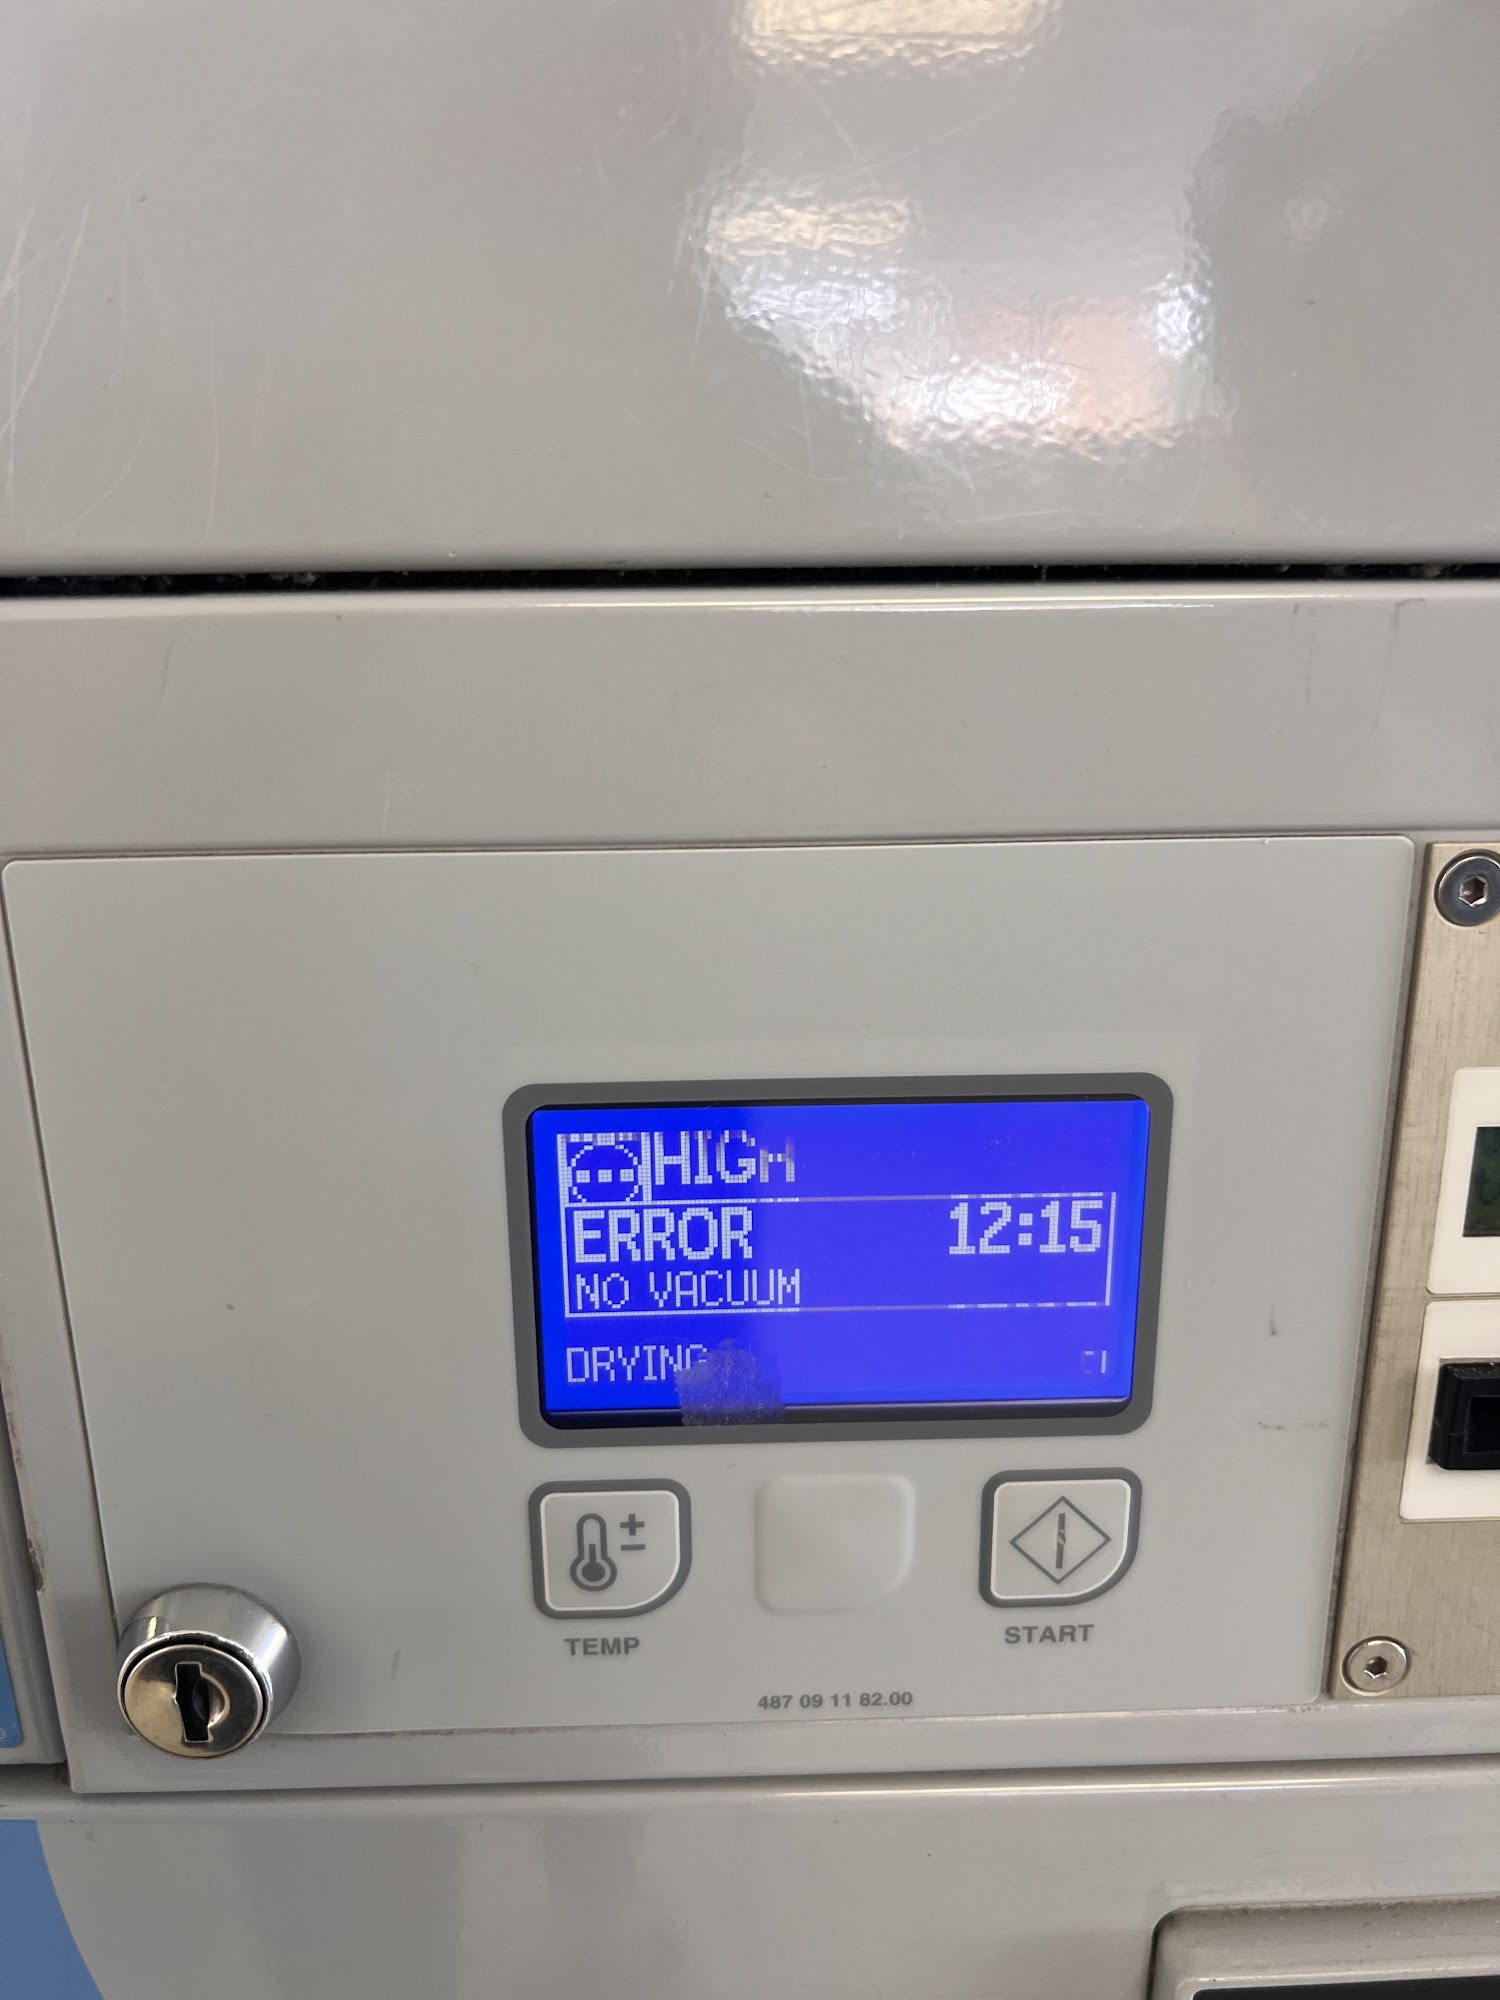 HIGH
ERROR 12:15
NO VACUUM
DRYING
TEMP
START
487 09 11 82.00